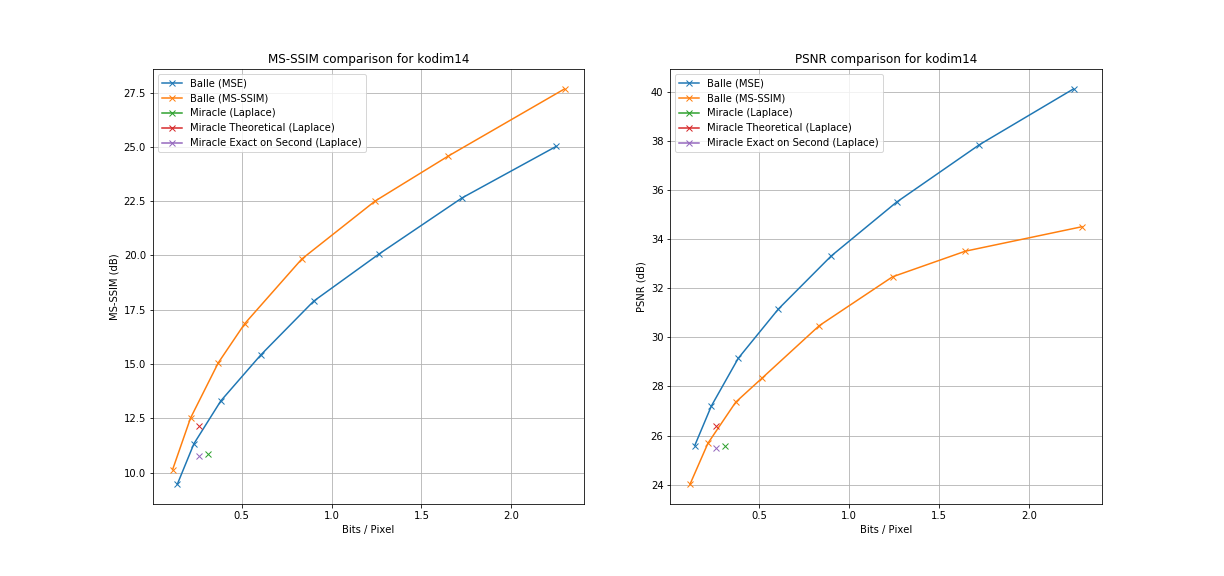 MS-SSIM comparison for kodim14
Balle (MSE)
Balle (MS-SSIM)
Miracle (Laplace)
Miracle Theoretical (Laplace)
Miracle Exact on Second (Laplace)
27.5
25.0
22.5
20.0
17.5
15.0
12.5
10.0
MS-SSIM (dB)
0.5
1.0
1.5
2.0
Bits / Pixel
PSNR comparison for kodim14
Balle (MSE)
Balle (MS-SSIM)
Miracle (Laplace)
Miracle Theoretical (Laplace)
Miracle Exact on Second (Laplace)
40
38
36
34
32
30
28
26
24
PSNR (dB)
0.5
1.0
1.5
2.0
Bits / Pixel